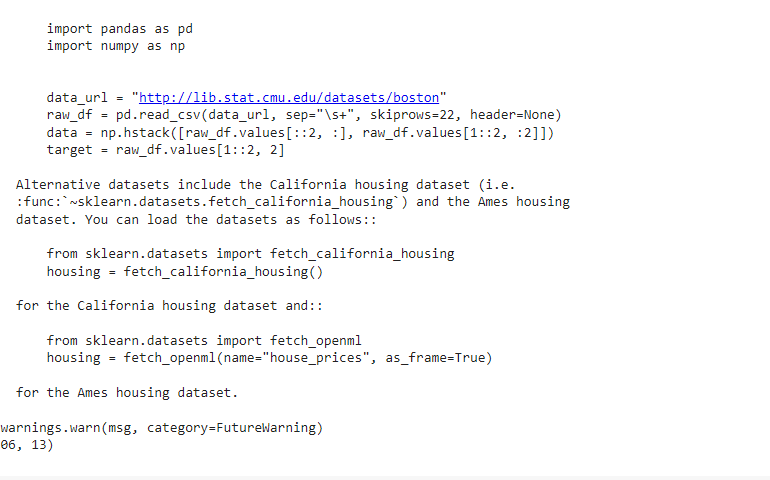 import pandas as pd
import numpy as np
data_url = "http://lib.stat.cmu.edu/datasets/boston"
raw_df = pd.read_csv(data_url, sep="\s+", skiprows=22, header=None)
data = np.hstack([raw_df.values[::2, :], raw_df.values[1::2, :2]])
target = raw_df.values[1::2, 2]
Alternative datasets include the California housing dataset (i.e.
:func:`~sklearn.datasets.fetch_california_housing`) and the Ames housing
dataset. You can load the datasets as follows::
from sklearn.datasets import fetch_california_housing
housing = fetch_california_housing()
for the California housing dataset and::
from sklearn.datasets import fetch_openml
housing = fetch_openml(name="house_prices", as_frame=True)
for the Ames housing dataset.
warnings.warn(msg, category=FutureWarning)
06, 13)